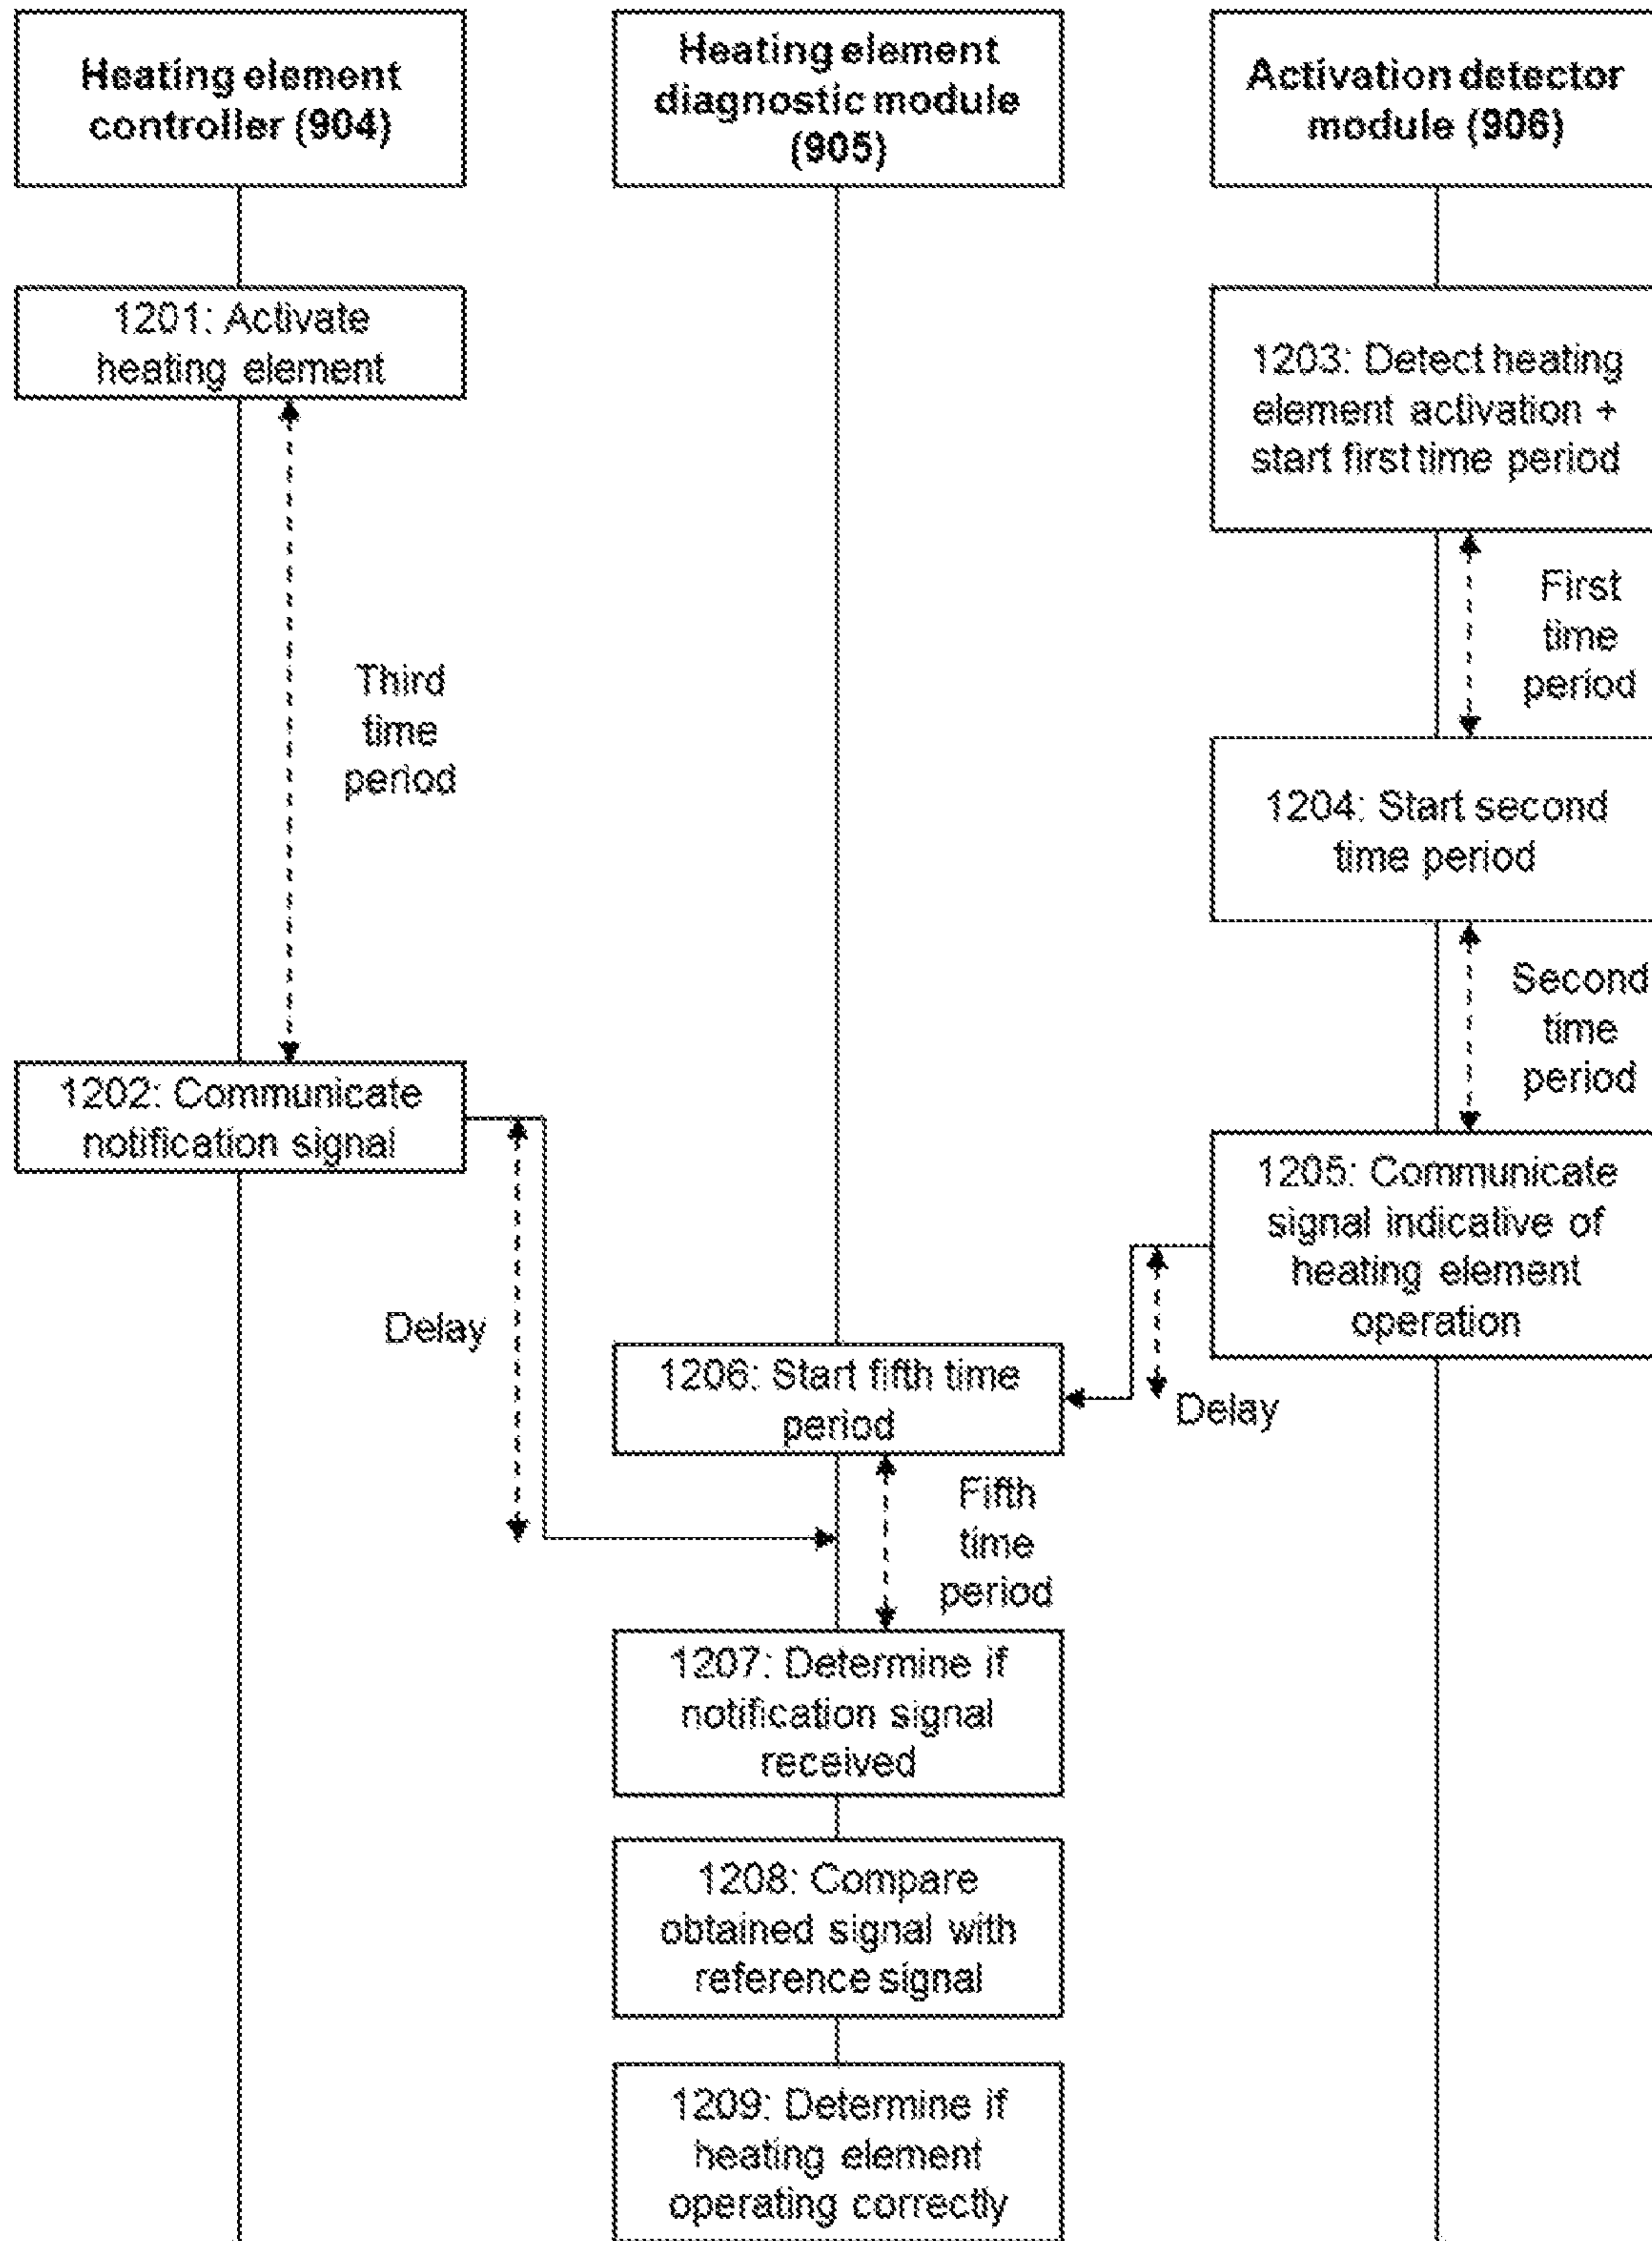 Heating element
controller (904)
Heating element
diagnostic module
(905)
Activation detector
module (906)
1201: Activate
heating element
1203: Detect heating
element activation +
start first time period
First
time
period
Third
time
period
1204: Start second
time period
Second
time
period
1202: Communicate
notification signal
1205: Communicate
signal indicative of
heating element
operation
Delay
1206: Start fifth time
period
Delay
Fifth
time
period
1207: Determine if
notification signal
received
1208: Compare
obtained signal with
reference signal
1209: Determine if
heating element
operating correctly